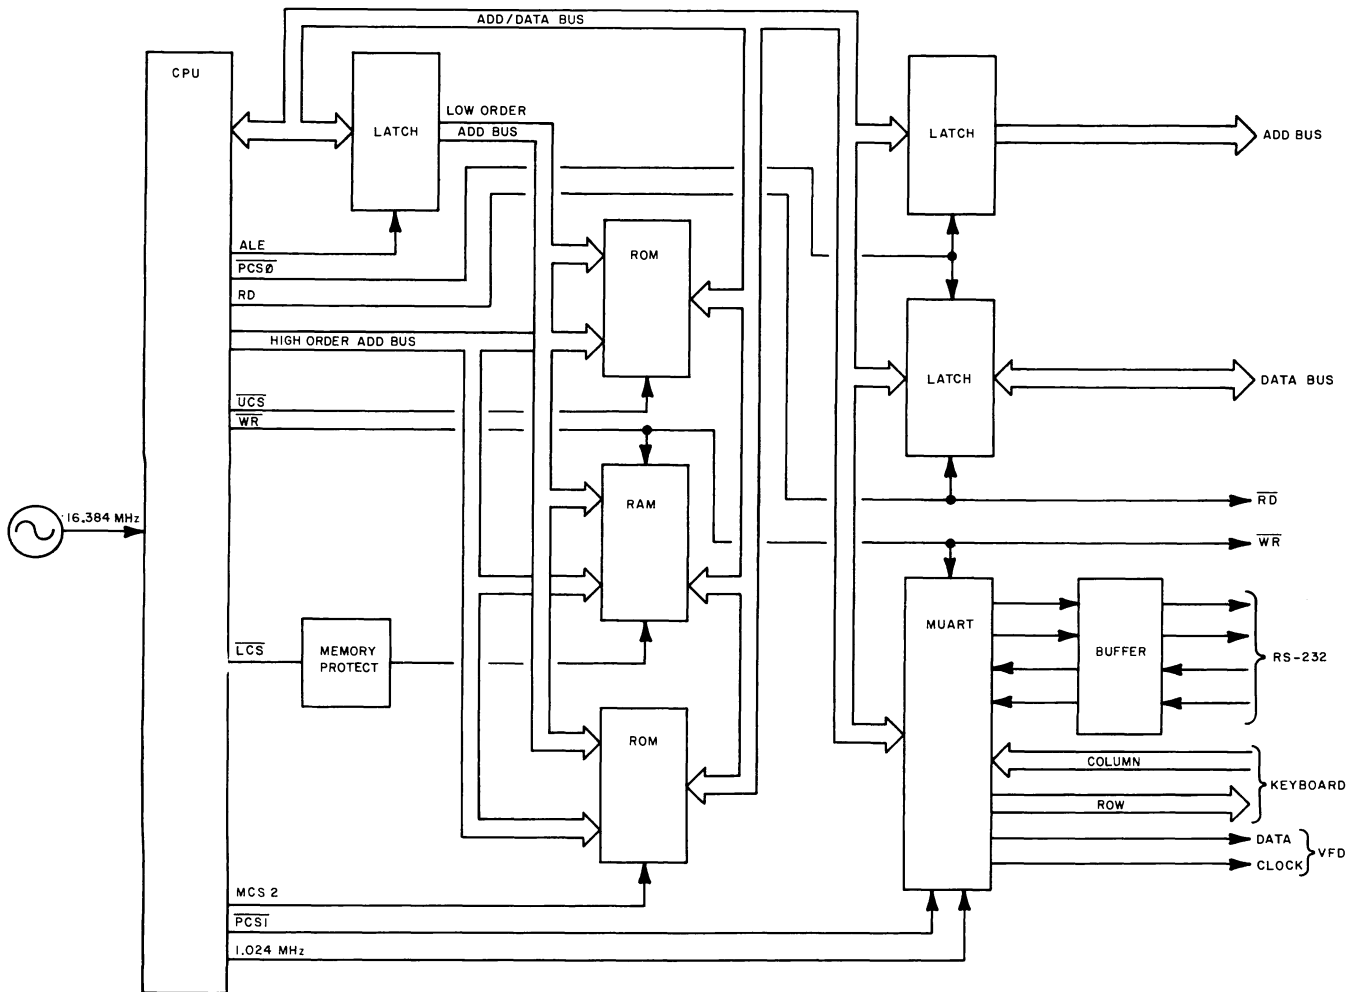 ADD/DATA BUS
CPU
LATCH
LOW ORDER
ADD BUS
LATCH
ADD BUS
ALE
PCSØ
RD
ROM
HIGH ORDER ADD BUS
LATCH
DATA BUS
UCS
WR
RAM
RD
16.384 MHz
WR
MUART
BUFFER
RS-232
LCS
MEMORY
PROTECT
ROM
COLUMN
KEYBOARD
ROW
DATA
VFD
CLOCK
MCS 2
PCS1
1.024 MHz